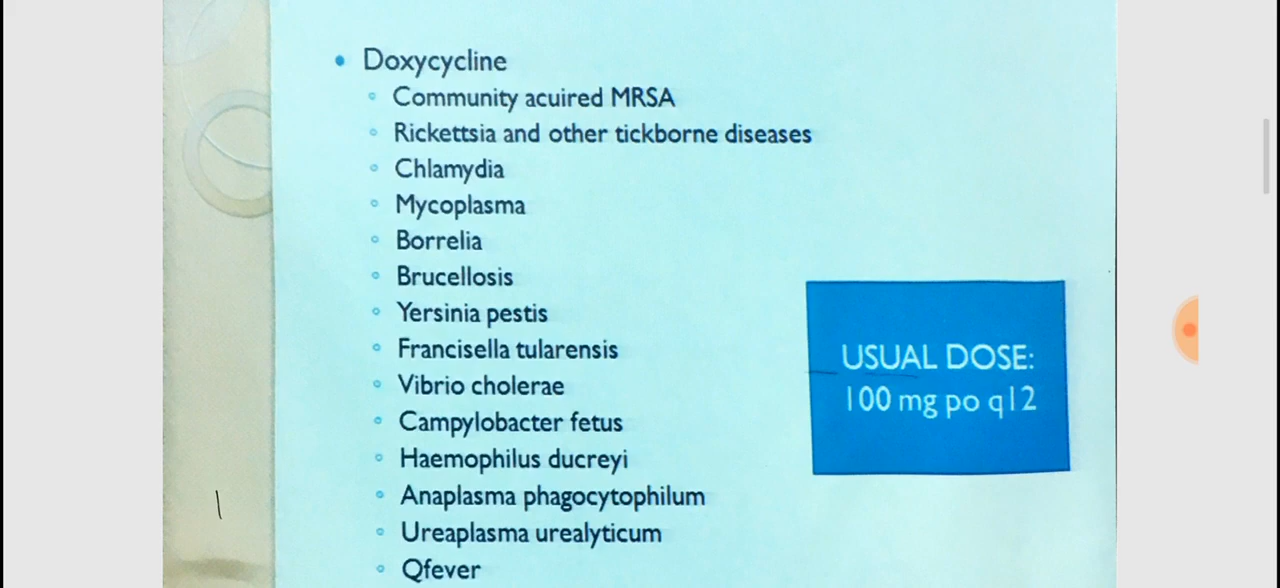 Doxycycline
Community acuired MRSA
Rickettsia and other tickborne diseases
Chlamydia
Mycoplasma
Borrelia
Brucellosis
Yersinia pestis
Francisella tularensis
Vibrio cholerae
Campylobacter fetus
Haemophilus ducreyi
Anaplasma phagocytophilum
Ureaplasma urealyticum
Qfever
USUAL DOSE:
100 mg po q12